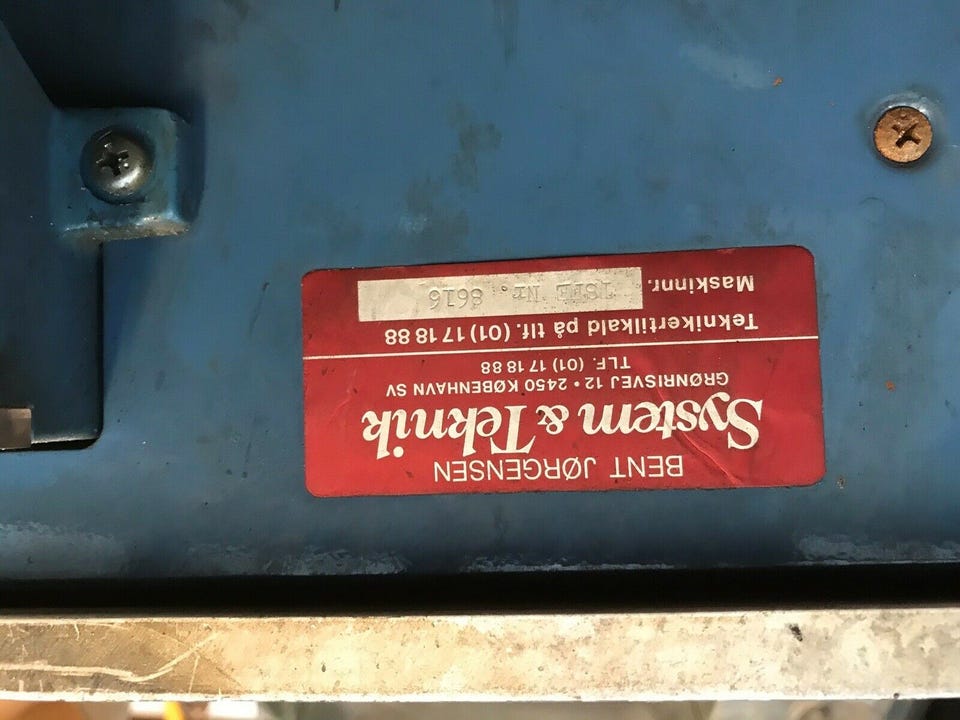 BENT JØRGENSEN
System & Teknik
GRØNRISVEJ 12 • 2450 KØBENHAVN SV
TLF. (01) 17 18 88
Teknikertilkald på tlf. (01) 17 18 88
Maskinnr. Nr. 8616